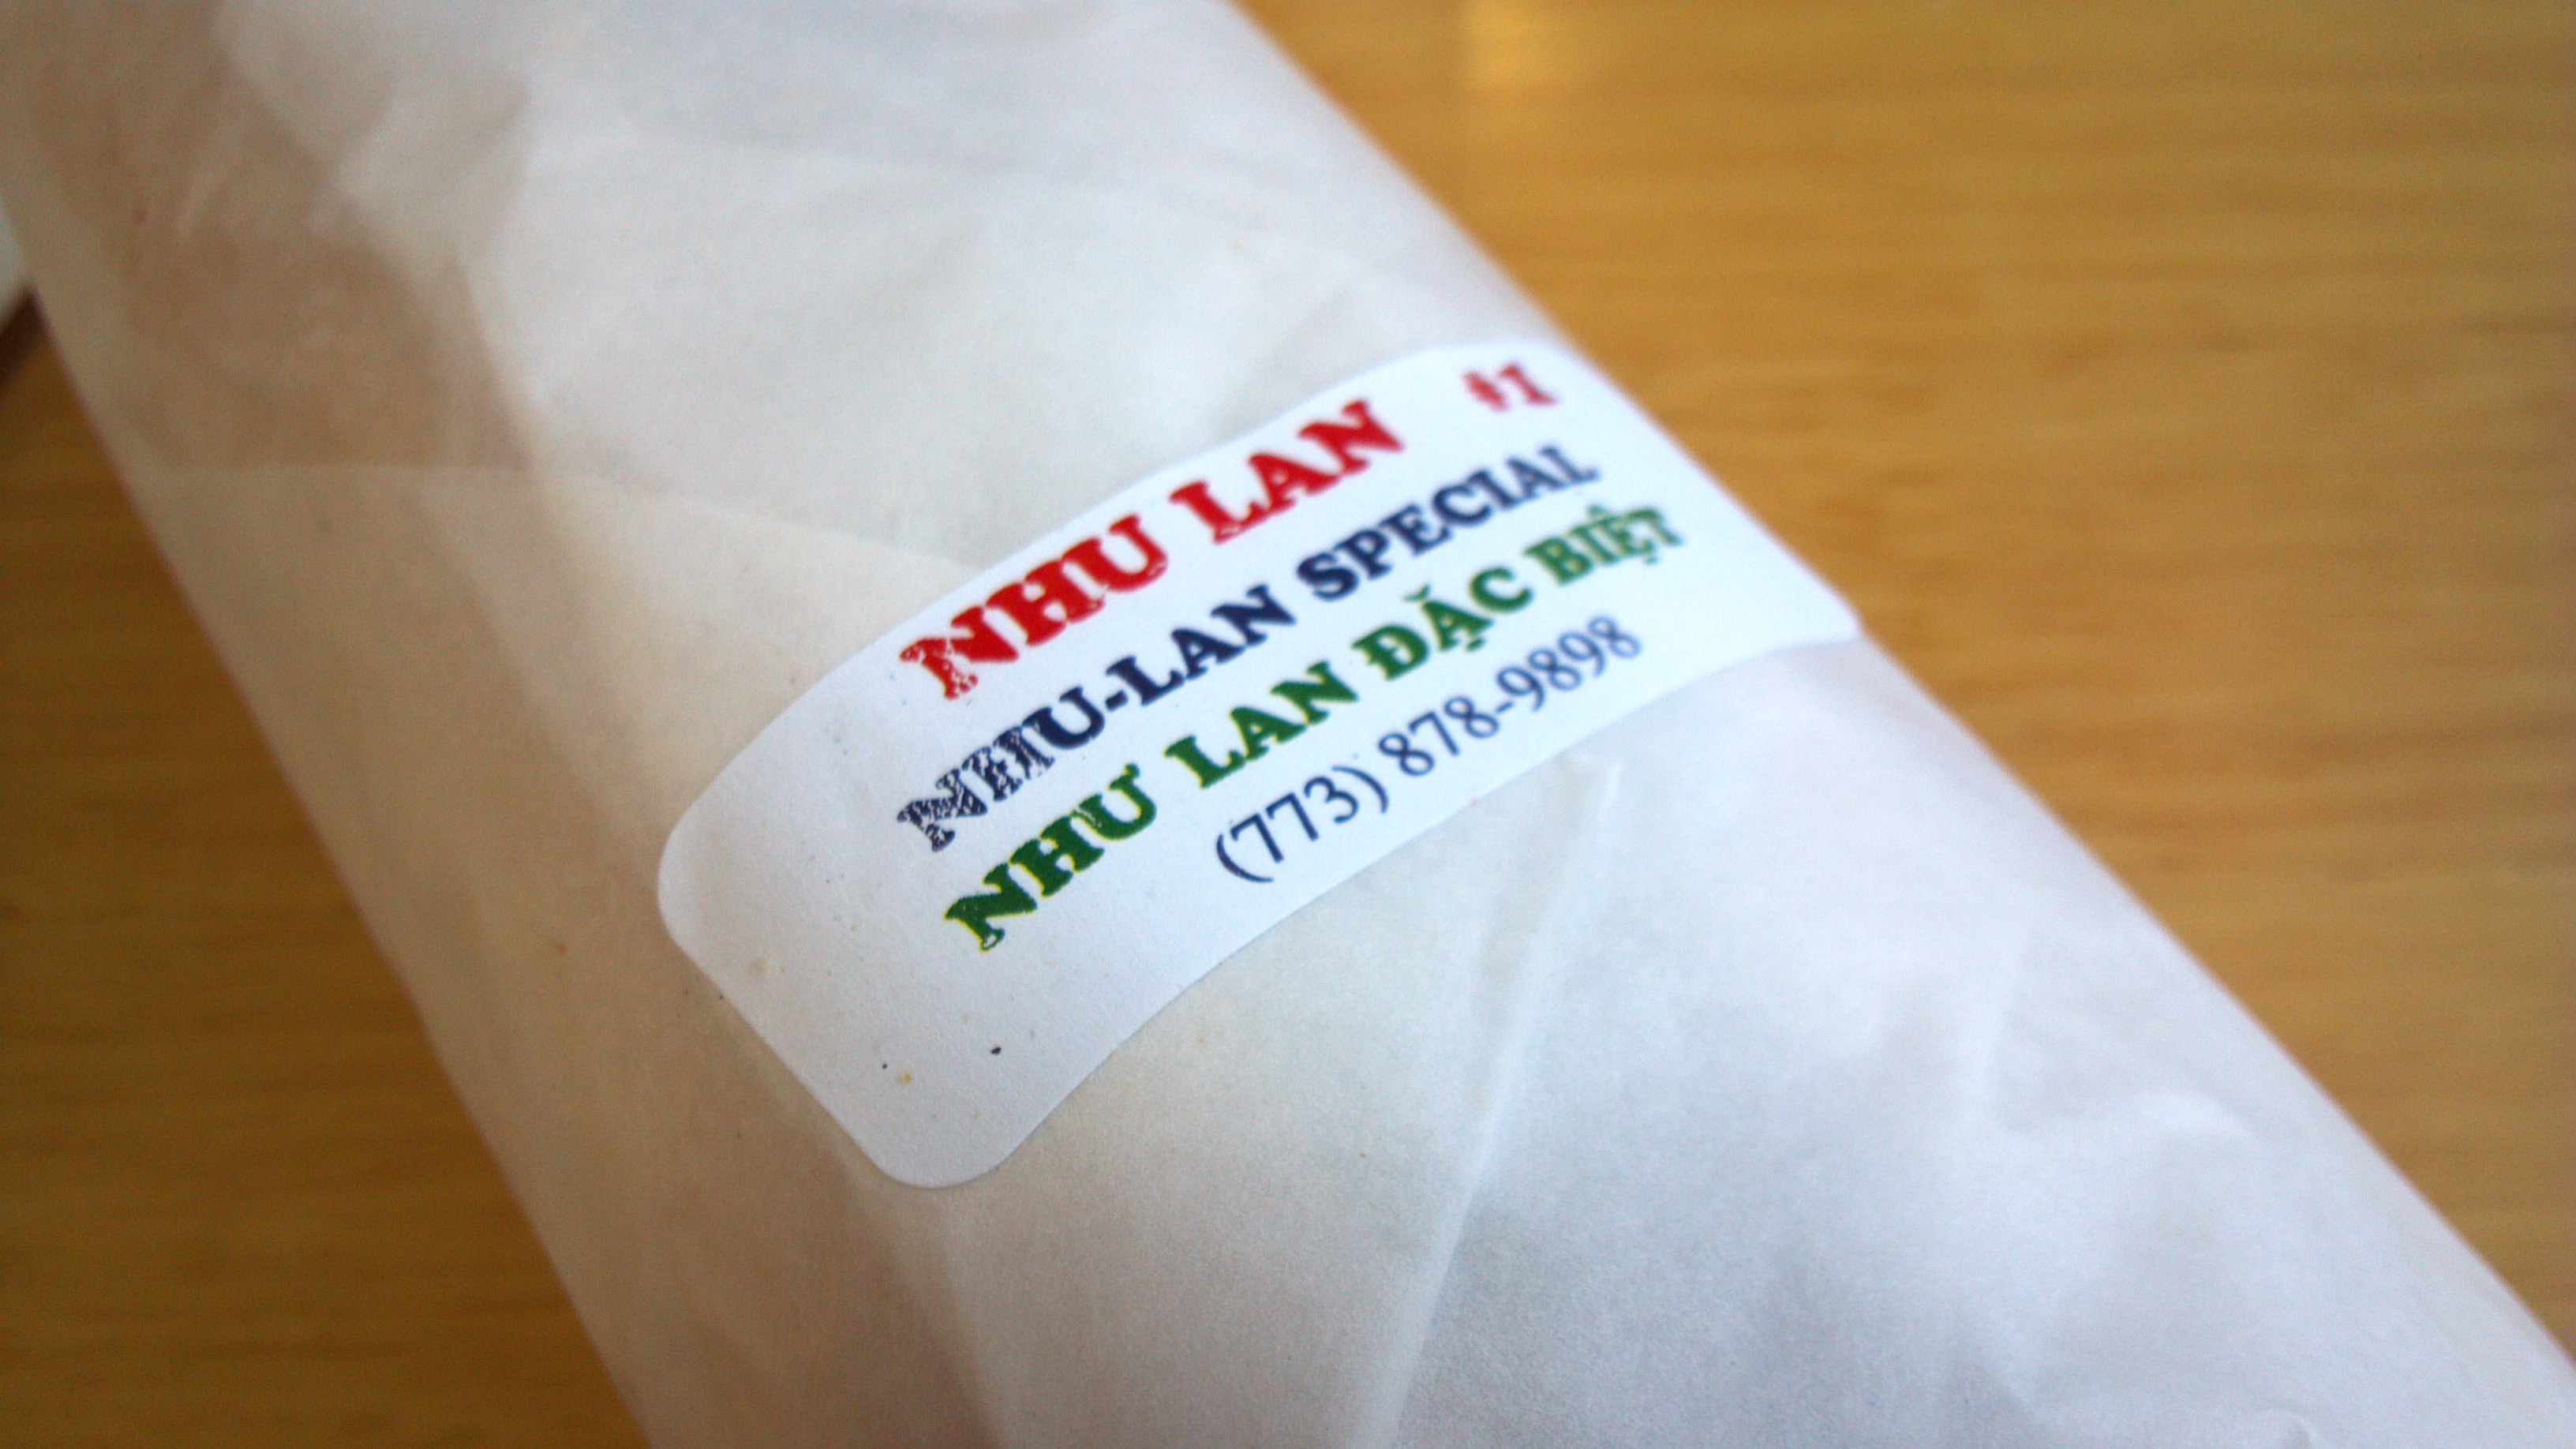 NHU LAN #1
NHU-LAN SPECIAL
NHƯ LAN ĐẶC BIỆT
(773) 878-9898